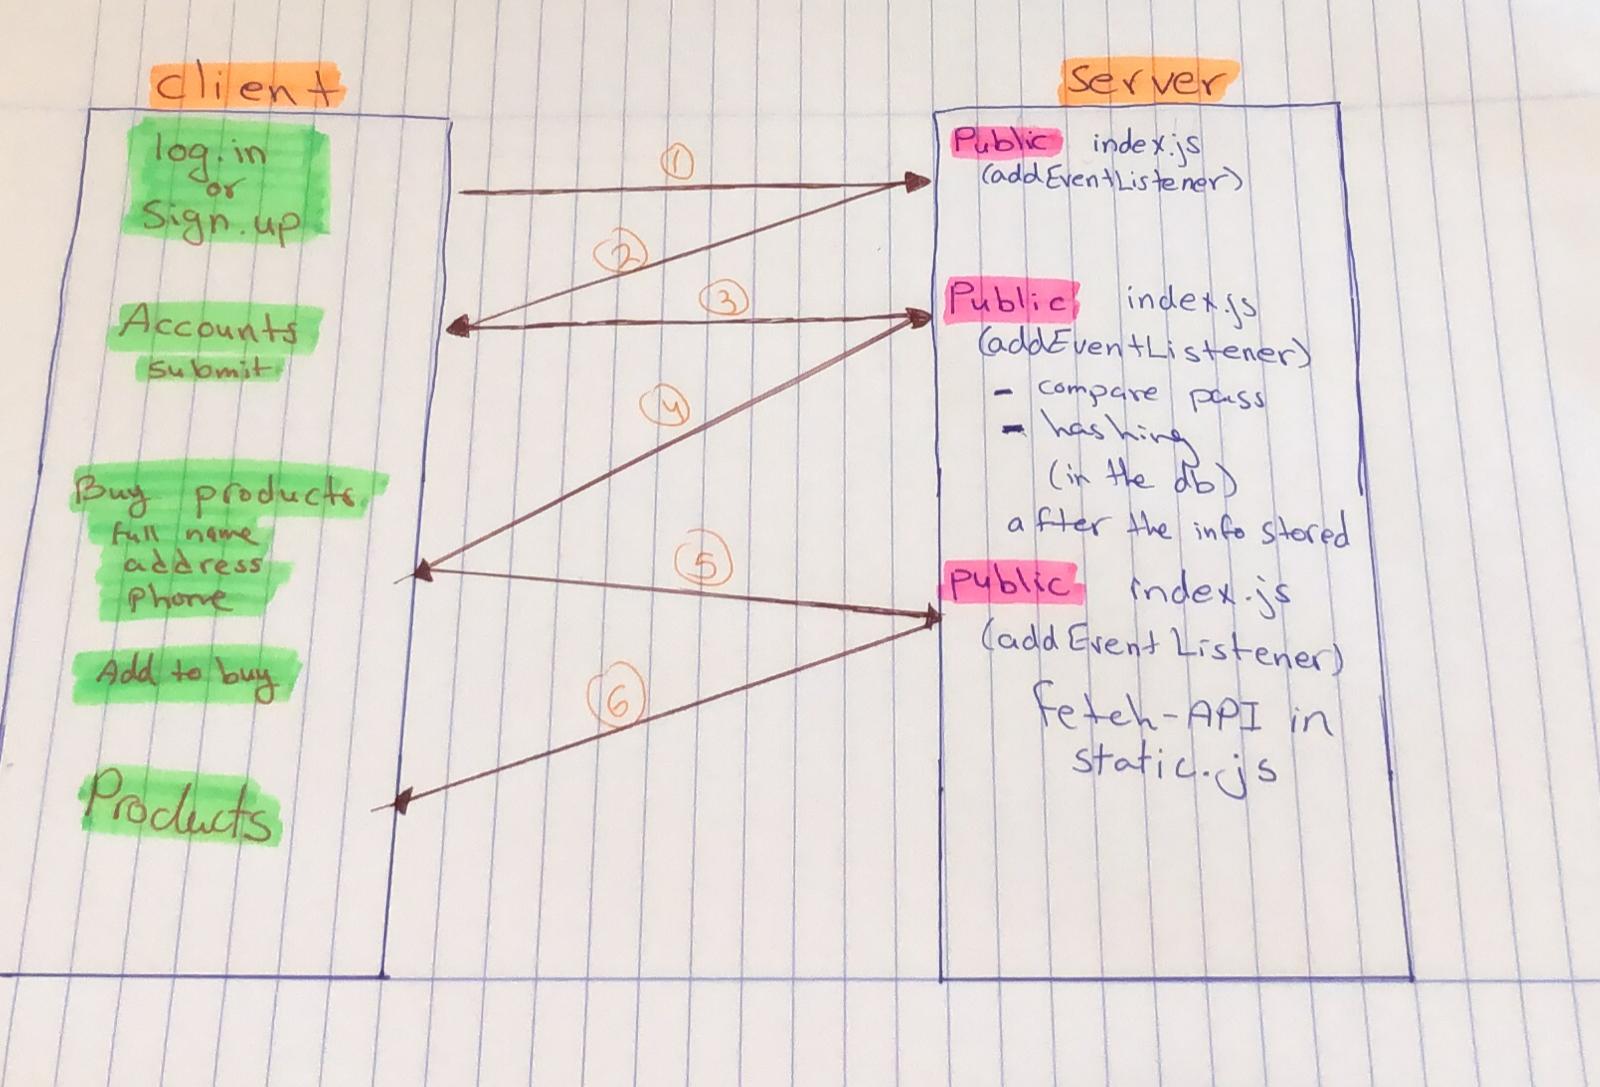 Client
log.in
or
Sign.up
Accounts
submit
Buy products
full name
address
phone
Add to buy
Products
1
2
3
4
5
6
Server
Public index.js
(addEventListener)
Public index.js
(addEventListener)
- compare pass
- hashing
(in the db)
after the info stored
public index.js
(addEvent Listener)
fetch-API in
static.js